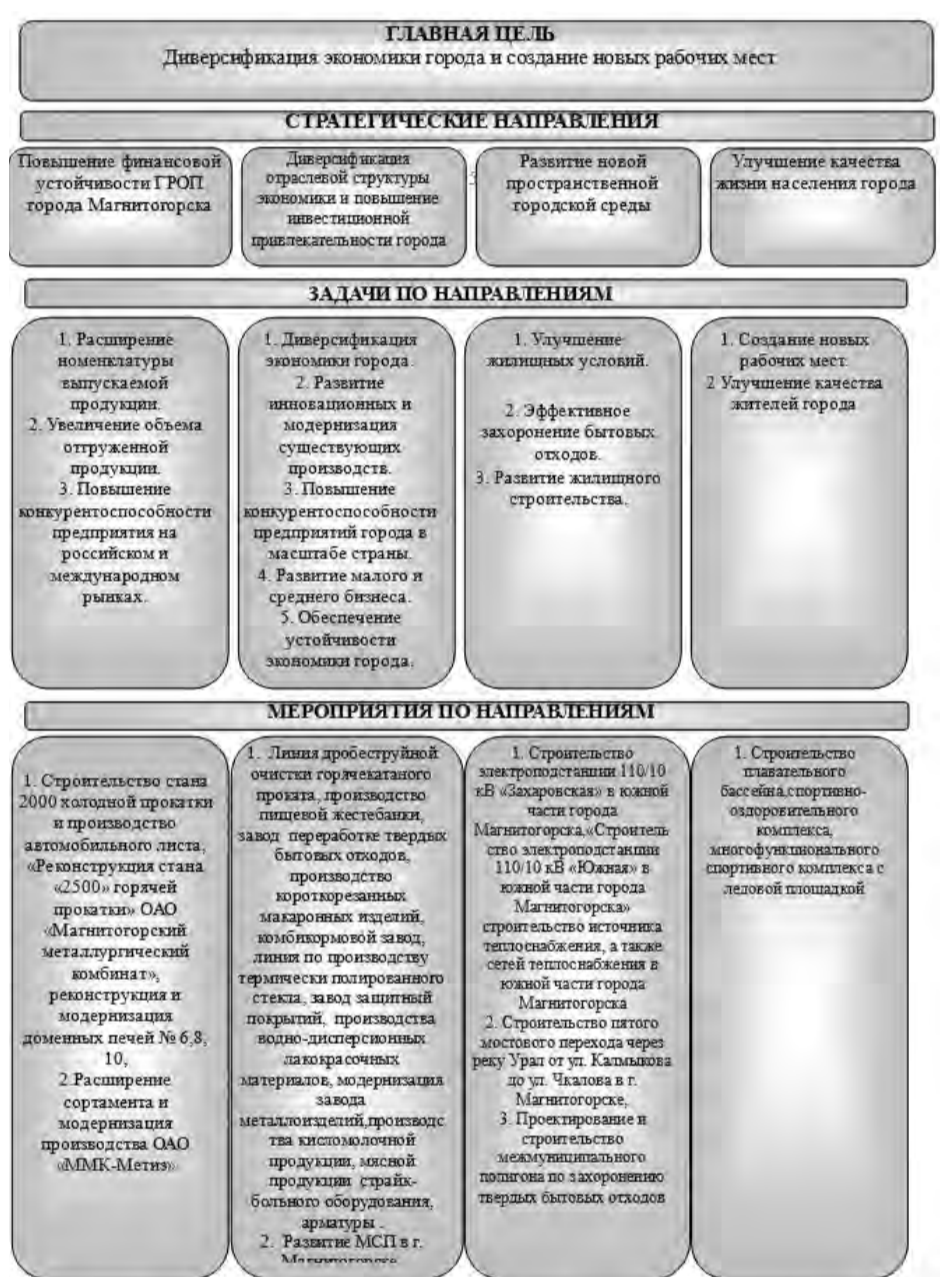 ГЛАВНАЯ ЦЕЛЬ
Диверсификация экономики города и создание новых рабочих мест
СТРАТЕГИЧЕСКИЕ НАПРАВЛЕНИЯ
Повышение финансовой
устойчивости ГРОП
города Магнитогорска
Диверсификация
отраслевой структуры
экономики и повышение
инвестиционной
привлекательности города
Развитие новой
пространственной
городской среды
Улучшение качества
жизни населения города
ЗАДАЧИ ПО НАПРАВЛЕНИЯМ
1. Расширение
номенклатуры
выпускаемой
продукции.
2. Увеличение объема
отгруженной
продукции.
3. Повышение
конкурентоспособности
предприятия на
российском и
международном
рынках.
1. Диверсификация
экономики города.
2. Развитие
инновационных и
модернизация
существующих
производств.
3. Повышение
конкурентоспособности
предприятий города в
масштабе страны.
4. Развитие малого и
среднего бизнеса.
5. Обеспечение
устойчивости
экономики города.
1. Улучшение
жилищных условий.
2. Эффективное
захоронение бытовых
отходов.
3. Развитие жилищного
строительства.
1. Создание новых
рабочих мест
2 Улучшение качества
жителей города
МЕРОПРИЯТИЯ ПО НАПРАВЛЕНИЯМ
1. Строительство стана
2000 холодной прокатки
и производство
автомобильного листа,
«Реконструкция стана
«2500» горячей
прокатки» ОАО
«Магнитогорский
металлургический
комбинат»,
реконструкция и
модернизация
доменных печей № 6,8,
10,
2.Расширение
сортамента и
модернизация
производства ОАО
«ММК-Метиз»
1. Линия дробеструйной
очистки горячекатаного
проката, производство
пищевой жестебанки,
завод переработке твердых
бытовых отходов,
производство
короткорезанных
макаронных изделий,
комбикормовой завод,
линия по производству
термически полированного
стекла, завод защитный
покрытий, производства
водно-дисперсионных
лакокрасочных
материалов, модернизация
завода
металлоизделий,производс
тва кисломолочной
продукции, мясной
продукции страйк-
больного оборудования,
арматуры .
2. Развитие МСП в г.
Магнитогорске
1. Строительство
электроподстанции 110/10
кВ «Захаровская» в южной
части города
Магнитогорска,«Строитель
ство электроподстанции
110/10 кВ «Южная» в
южной части города
Магнитогорска»
строительство источника
теплоснабжения, а также
сетей теплоснабжения в
южной части города
Магнитогорска
2. Строительство пятого
мостового перехода через
реку Урал от ул. Калмыкова
до ул. Чкалова в г.
Магнитогорске,
3. Проектирование и
строительство
межмуниципального
полигона по захоронению
твердых бытовых отходов
1. Строительство
плавательного
бассейна,спортивно-
оздоровительного
комплекса,
многофункционального
спортивного комплекса с
ледовой площадкой